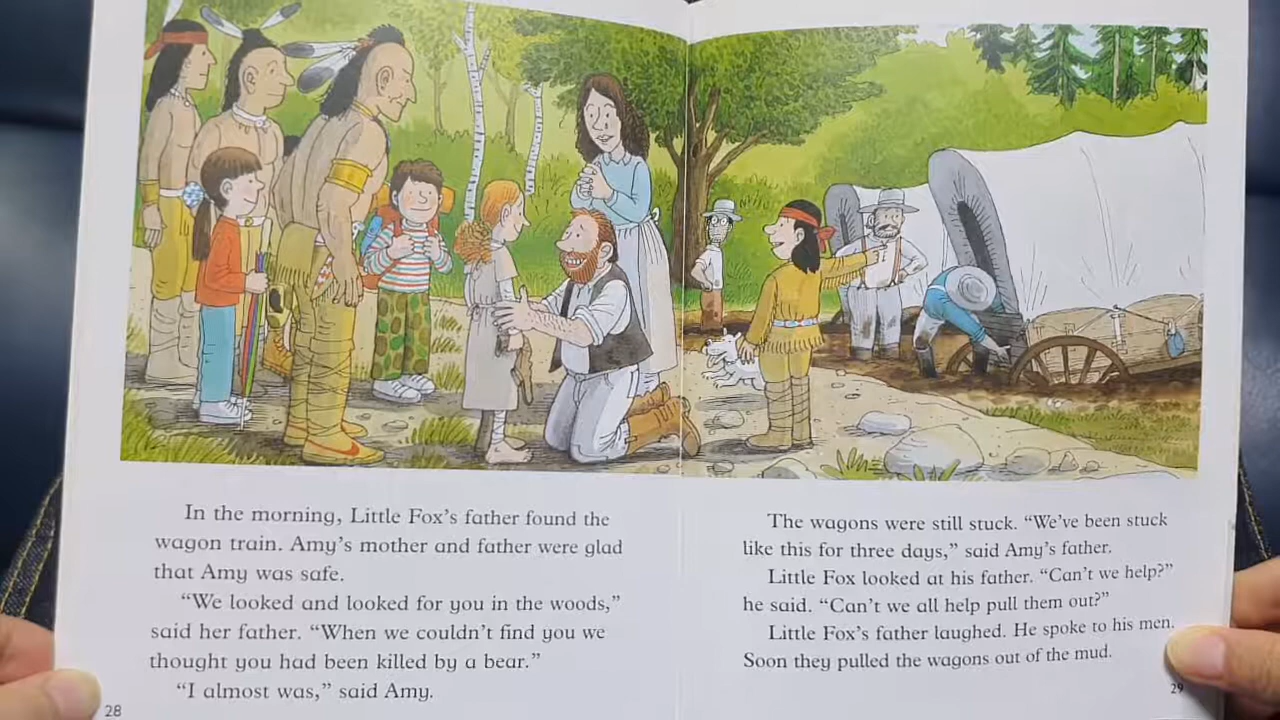 In the morning, Little Fox's father found the
wagon train. Amy's mother and father were glad
that Amy was safe.
“We looked and looked for you in the woods,”
said her father. “When we couldn't find you we
thought you had been killed by a bear.”
“I almost was,” said Amy.
28
The wagons were still stuck. “We've been stuck
like this for three days,” said Amy's father.
Little Fox looked at his father. “Can't we help?”
he said. “Can't we all help pull them out?”
Little Fox's father laughed. He spoke to his men.
Soon they pulled the wagons out of the mud.
29